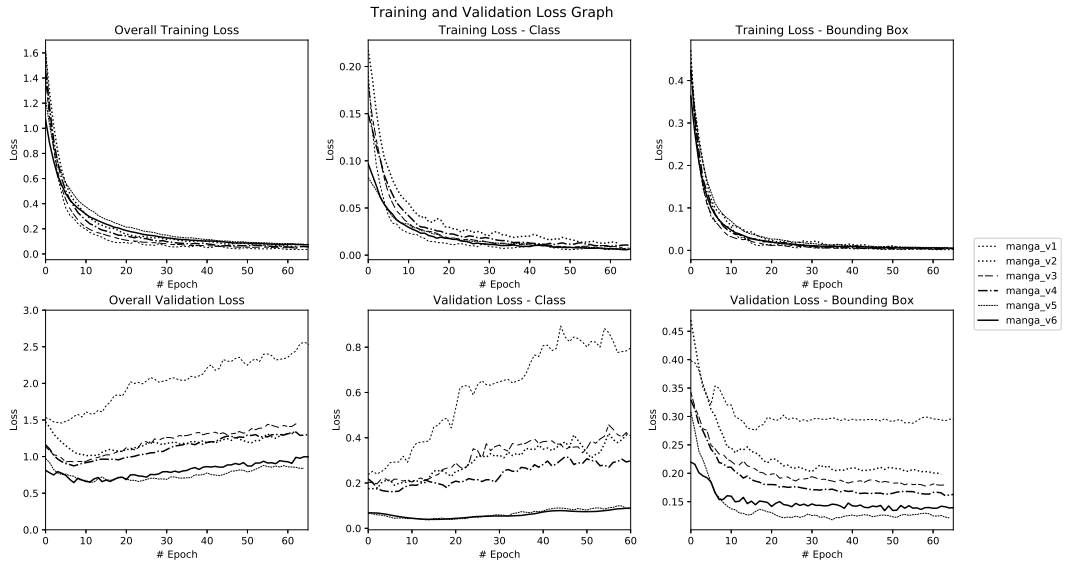 Training and Validation Loss Graph
Overall Training Loss
Loss
1.6
1.4
1.2
1.0
0.8
0.6
0.4
0.2
0.0
0 10 20 30 40 50 60
# Epoch
Training Loss - Class
Loss
0.20
0.15
0.10
0.05
0.00
0 10 20 30 40 50 60
# Epoch
Training Loss - Bounding Box
Loss
0.4
0.3
0.2
0.1
0.0
0 10 20 30 40 50 60
# Epoch
manga_v1
manga_v2
manga_v3
manga_v4
manga_v5
manga_v6
Overall Validation Loss
Loss
3.0
2.5
2.0
1.5
1.0
0.5
0.0
0 10 20 30 40 50 60
# Epoch
Validation Loss - Class
Loss
0.8
0.6
0.4
0.2
0.0
0 10 20 30 40 50 60
# Epoch
Validation Loss - Bounding Box
Loss
0.45
0.40
0.35
0.30
0.25
0.20
0.15
0 10 20 30 40 50 60
# Epoch